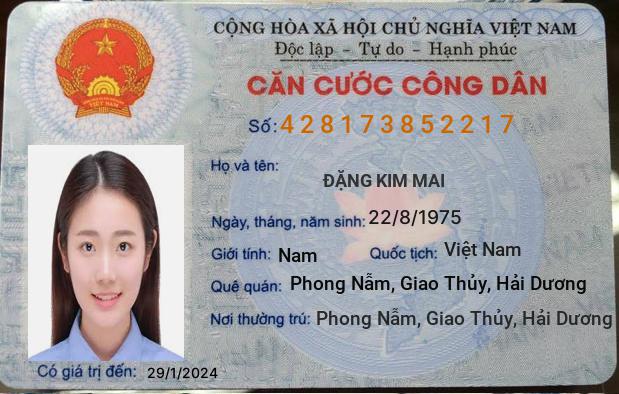 CỘNG HÒA XÃ HỘI CHỦ NGHĨA VIỆT NAM
Độc lập - Tự do - Hạnh phúc
CĂN CƯỚC CÔNG DÂN
Số: 428173852217
Họ và tên:
ĐẶNG KIM MAI
Ngày, tháng, năm sinh: 22/8/1975
Giới tính: Nam Quốc tịch: Việt Nam
Quê quán: Phong Nẫm, Giao Thủy, Hải Dương
Nơi thường trú: Phong Nẫm, Giao Thủy, Hải Dương
Có giá trị đến: 29/1/2024
VIỆT NAM